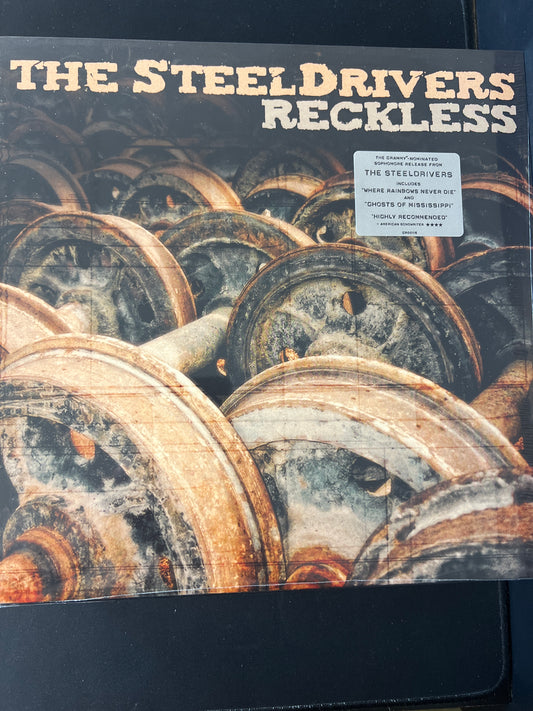 THE STEELDRIVERS
RECKLESS
THE GRAMMY®-NOMINATED
SOPHOMORE RELEASE FROM
THE STEELDRIVERS
INCLUDES
"WHERE RAINBOWS NEVER DIE"
AND
"GHOSTS OF MISSISSIPPI"
"HIGHLY RECOMMENDED"
- AMERICAN SONGWRITER ★★★★